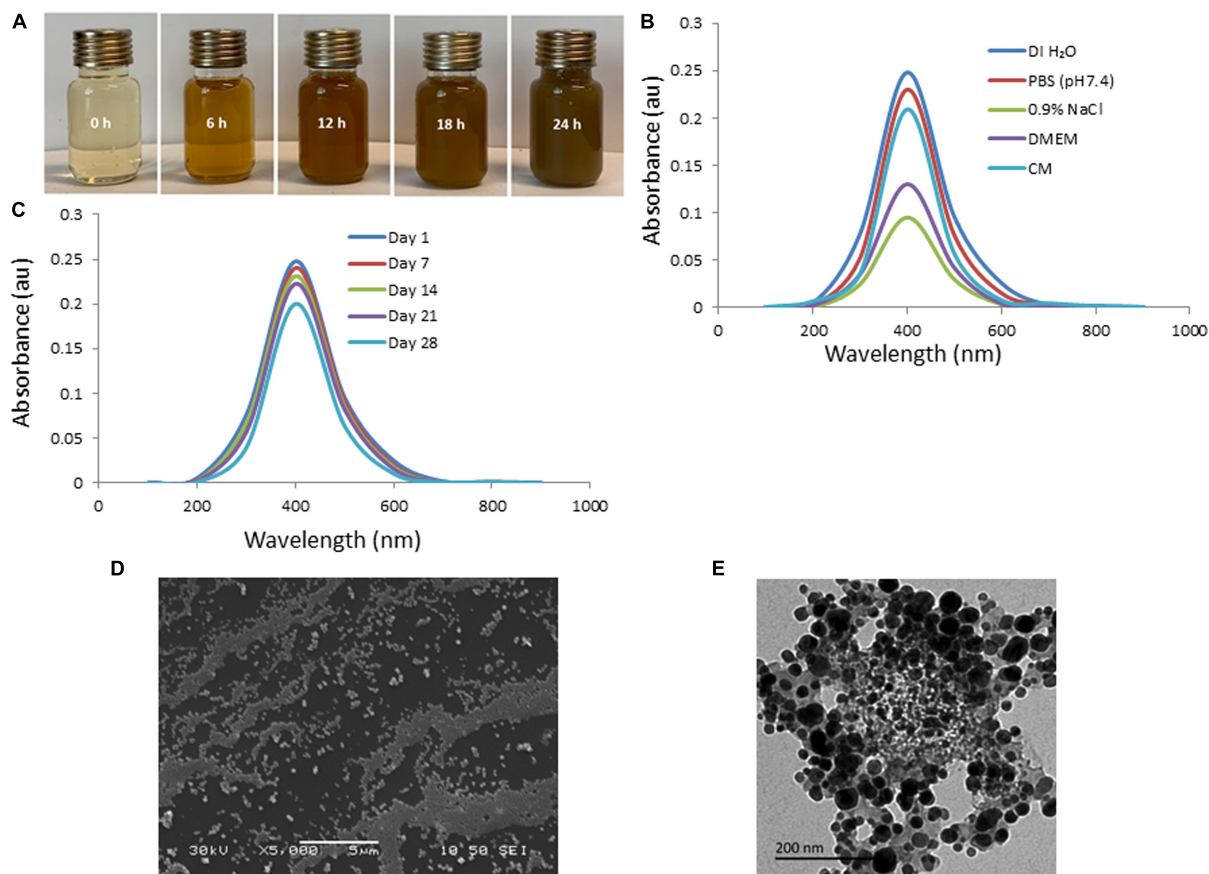 A
0 h
6 h
12 h
18 h
24 h
B
Absorbance (au)
0.3
0.25
0.2
0.15
0.1
0.05
0
0 200 400 600 800 1000
Wavelength (nm)
DI H₂O
PBS (pH7.4)
0.9% NaCl
DMEM
CM
C
Absorbance (au)
0.3
0.25
0.2
0.15
0.1
0.05
0
0 200 400 600 800 1000
Wavelength (nm)
Day 1
Day 7
Day 14
Day 21
Day 28
D
30kV X5,000 5µm 10 50 SEI
E
200 nm